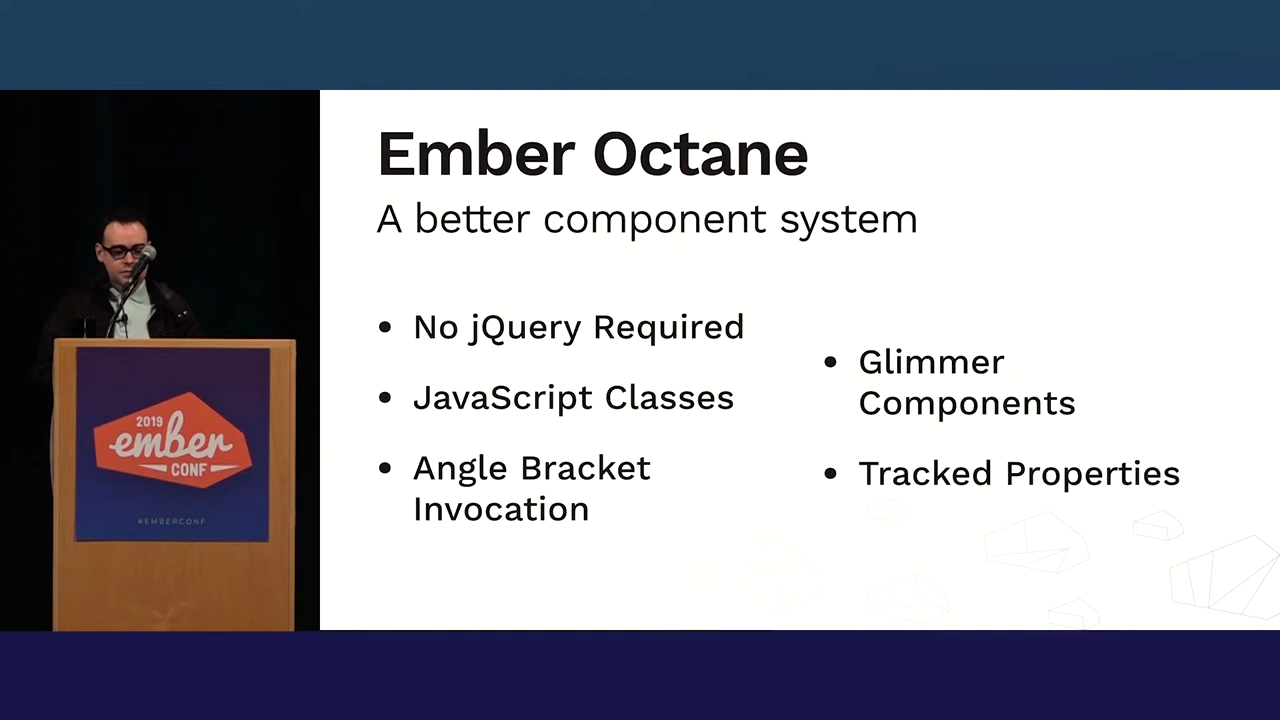 Ember Octane
A better component system
• No jQuery Required
• JavaScript Classes
• Angle Bracket
Invocation
• Glimmer
Components
• Tracked Properties
2019
ember
CONF
#EMBERCONF